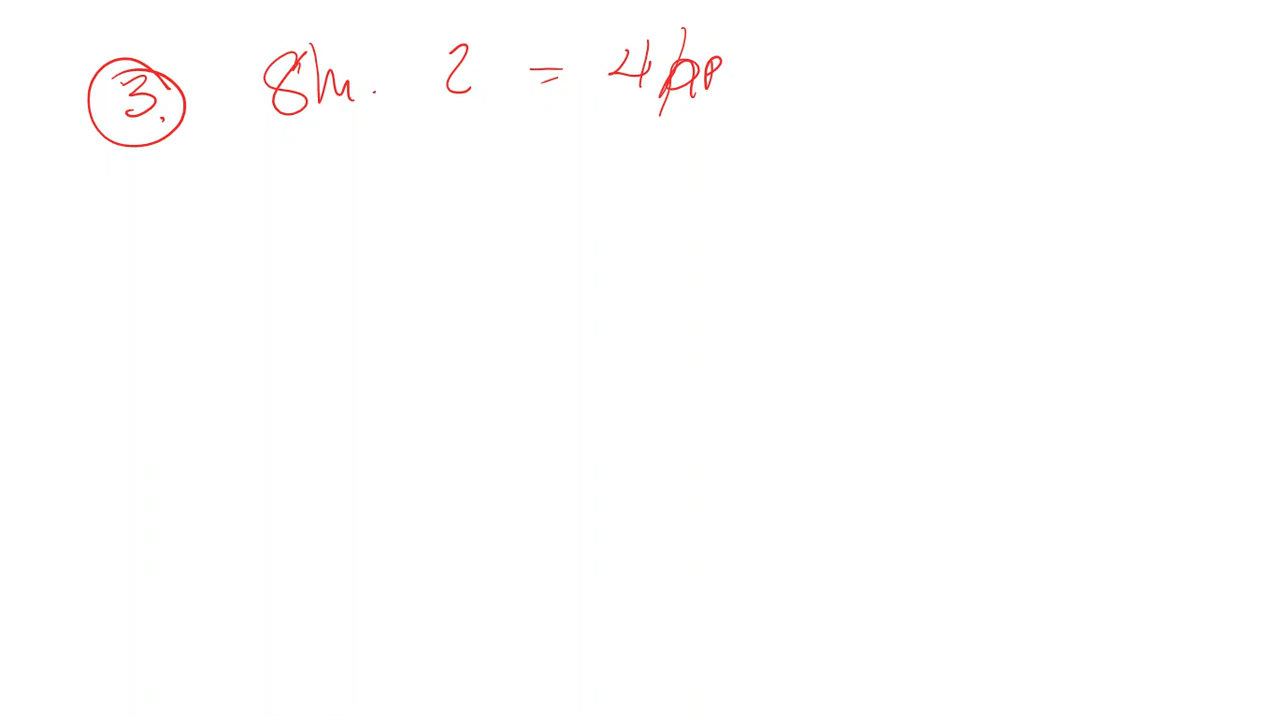 3. 8m. 2 = 4